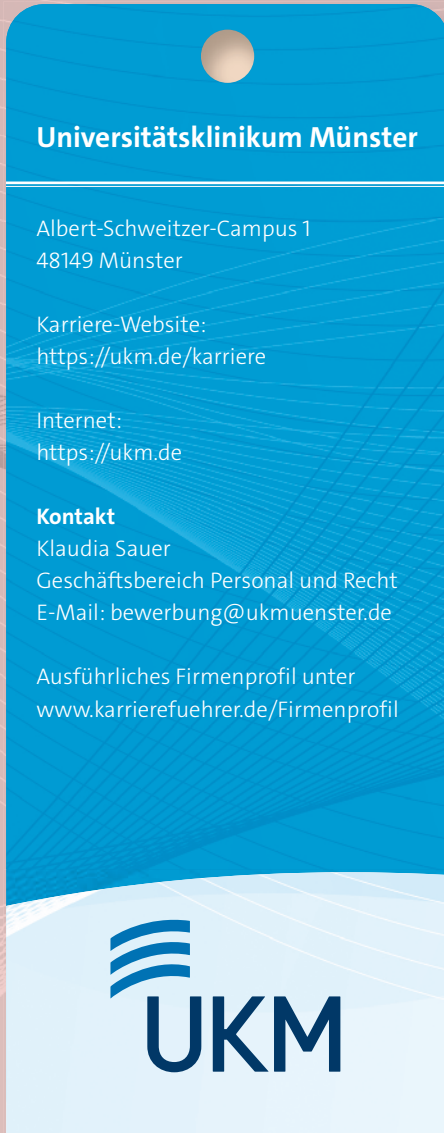 Universitätsklinikum Münster
Albert-Schweitzer-Campus 1
48149 Münster
Karriere-Website:
https://ukm.de/karriere
Internet:
https://ukm.de
Kontakt
Klaudia Sauer
Geschäftsbereich Personal und Recht
E-Mail: bewerbung@ukmuenster.de
Ausführliches Firmenprofil unter
www.karrierefuehrer.de/Firmenprofil
UKM